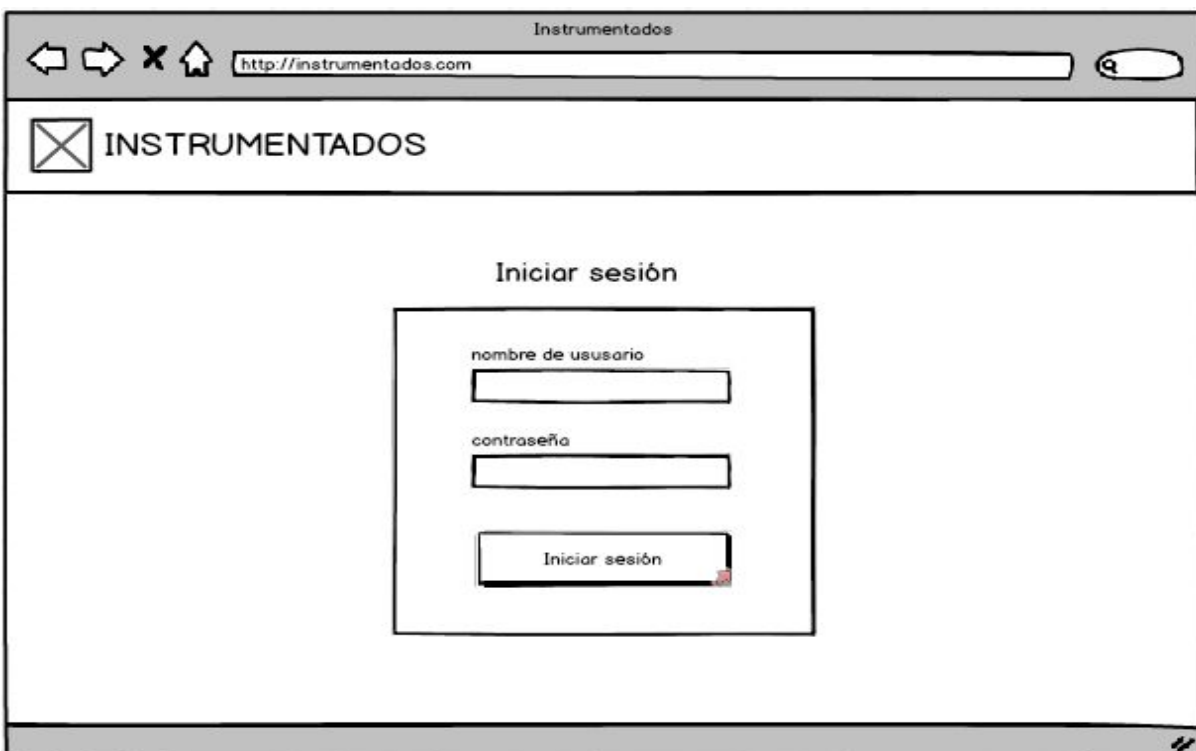 Instrumentados
http://instrumentados.com
INSTRUMENTADOS
Iniciar sesión
nombre de ususario
contraseña
Iniciar sesión